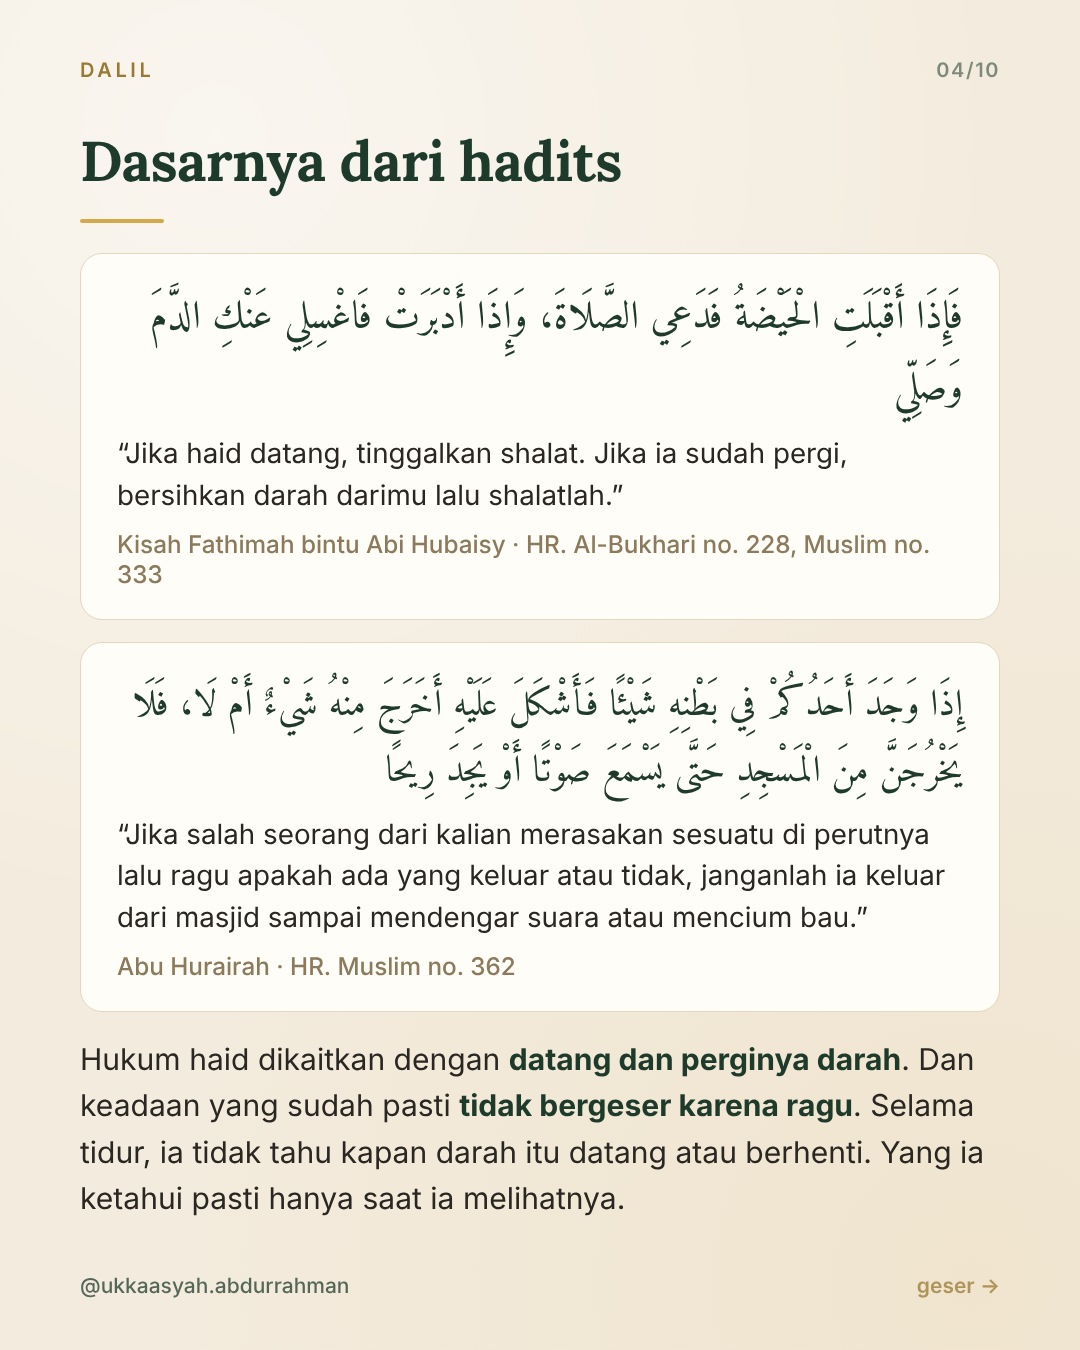 DALIL
04/10
Dasarnya dari hadits
فَإِذَا أَقْبَلَتِ الْحَيْضَةُ فَدَعِي الصَّلَاةَ، وَإِذَا أَدْبَرَتْ فَاغْسِلِي عَنْكِ الدَّمَ
وَصَلِّي
“Jika haid datang, tinggalkan shalat. Jika ia sudah pergi,
bersihkan darah darimu lalu shalatlah.”
Kisah Fathimah bintu Abi Hubaisy · HR. Al-Bukhari no. 228, Muslim no.
333
إِذَا وَجَدَ أَحَدُكُمْ فِي بَطْنِهِ شَيْئًا فَأَشْكَلَ عَلَيْهِ أَخَرَجَ مِنْهُ شَيْءٌ أَمْ لَا، فَلَا
يَخْرُجَنَّ مِنَ الْمَسْجِدِ حَتَّى يَسْمَعَ صَوْتًا أَوْ يَجِدَ رِيحًا
“Jika salah seorang dari kalian merasakan sesuatu di perutnya
lalu ragu apakah ada yang keluar atau tidak, janganlah ia keluar
dari masjid sampai mendengar suara atau mencium bau.”
Abu Hurairah · HR. Muslim no. 362
Hukum haid dikaitkan dengan datang dan perginya darah. Dan
keadaan yang sudah pasti tidak bergeser karena ragu. Selama
tidur, ia tidak tahu kapan darah itu datang atau berhenti. Yang ia
ketahui pasti hanya saat ia melihatnya.
@ukkaasyah.abdurrahman
geser →